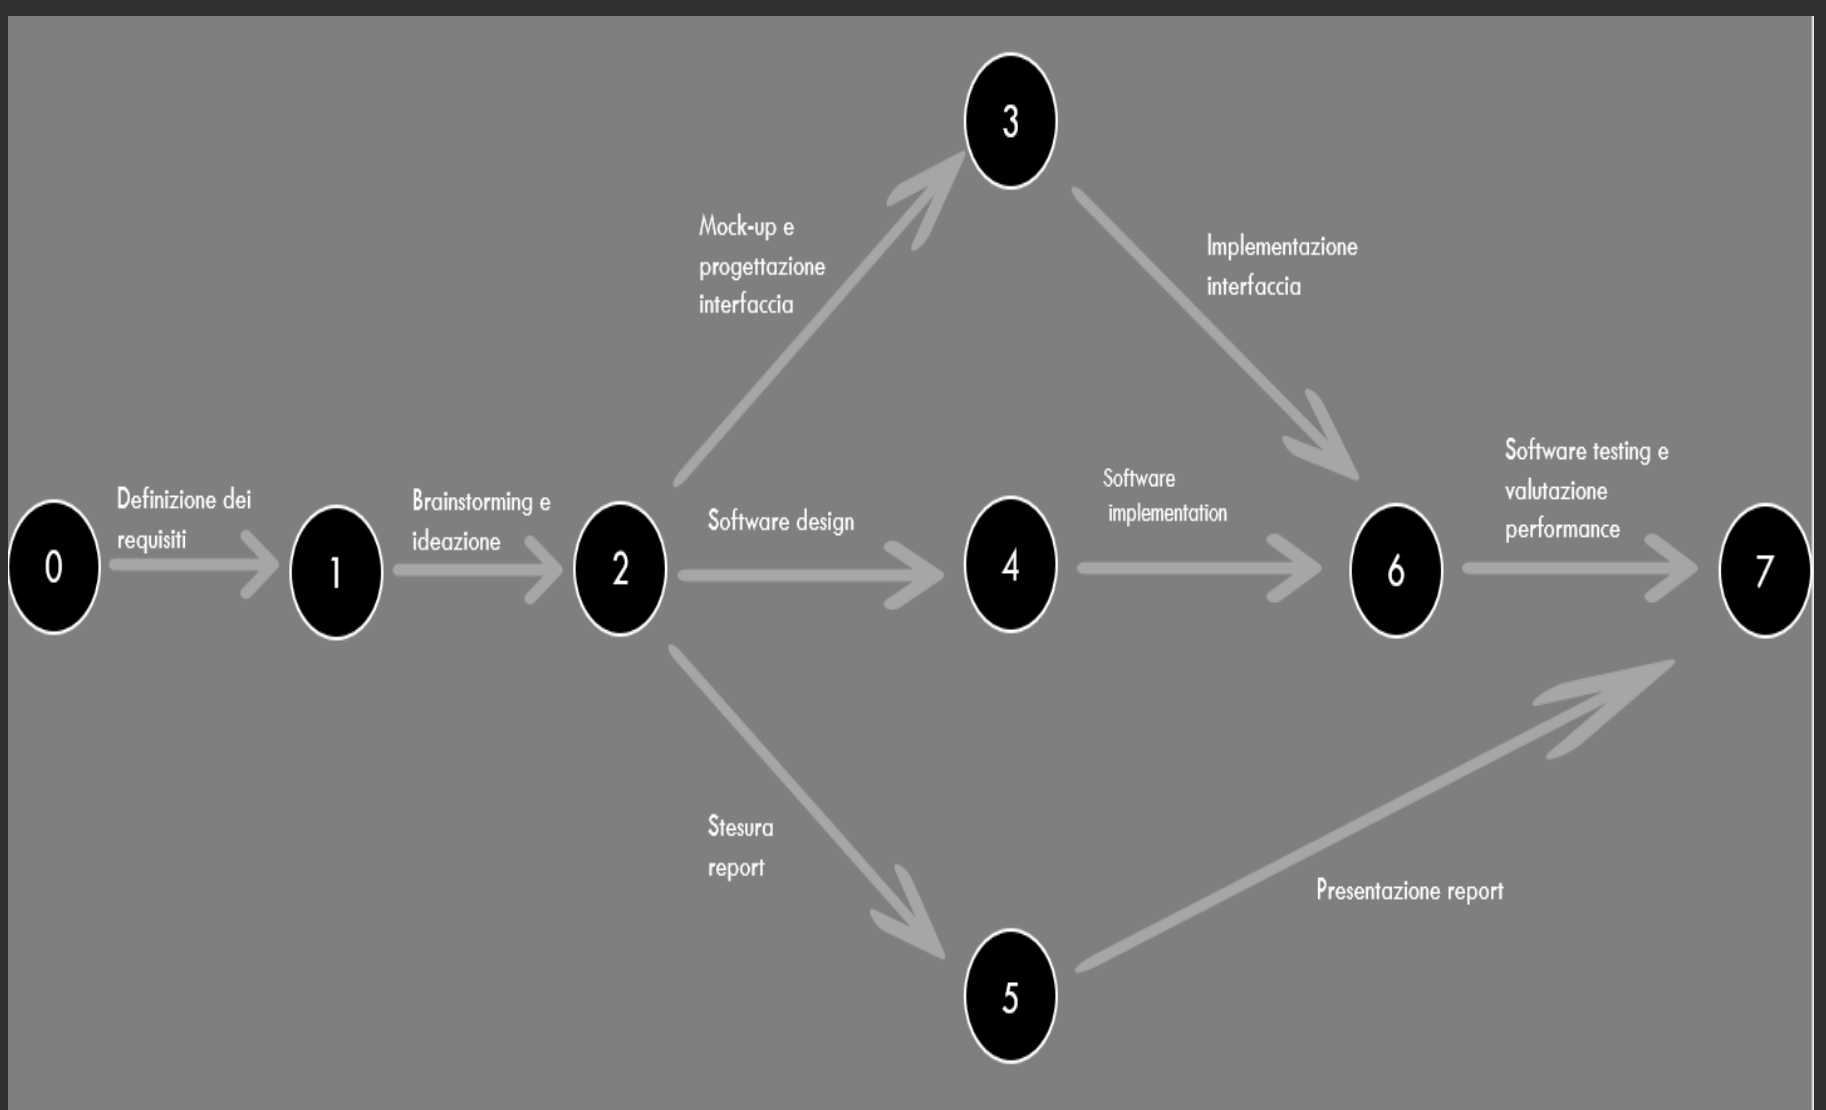 3
Mock-up e
progettazione
interfaccia
Implementazione
interfaccia
Definizione dei
requisiti
Brainstorming e
ideazione
Software design
Software
implementation
Software testing e
valutazione
performance
0
1
2
4
6
7
Stesura
report
Presentazione report
5